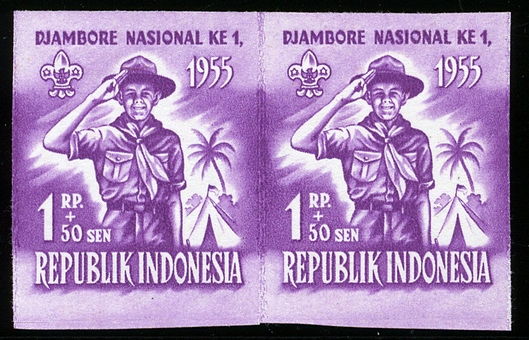 DJAMBORE NASIONAL KE 1,
1955
1 RP.
+
50 SEN
REPUBLIK INDONESIA
DJAMBORE NASIONAL KE 1,
1955
1 RP.
+
50 SEN
REPUBLIK INDONESIA